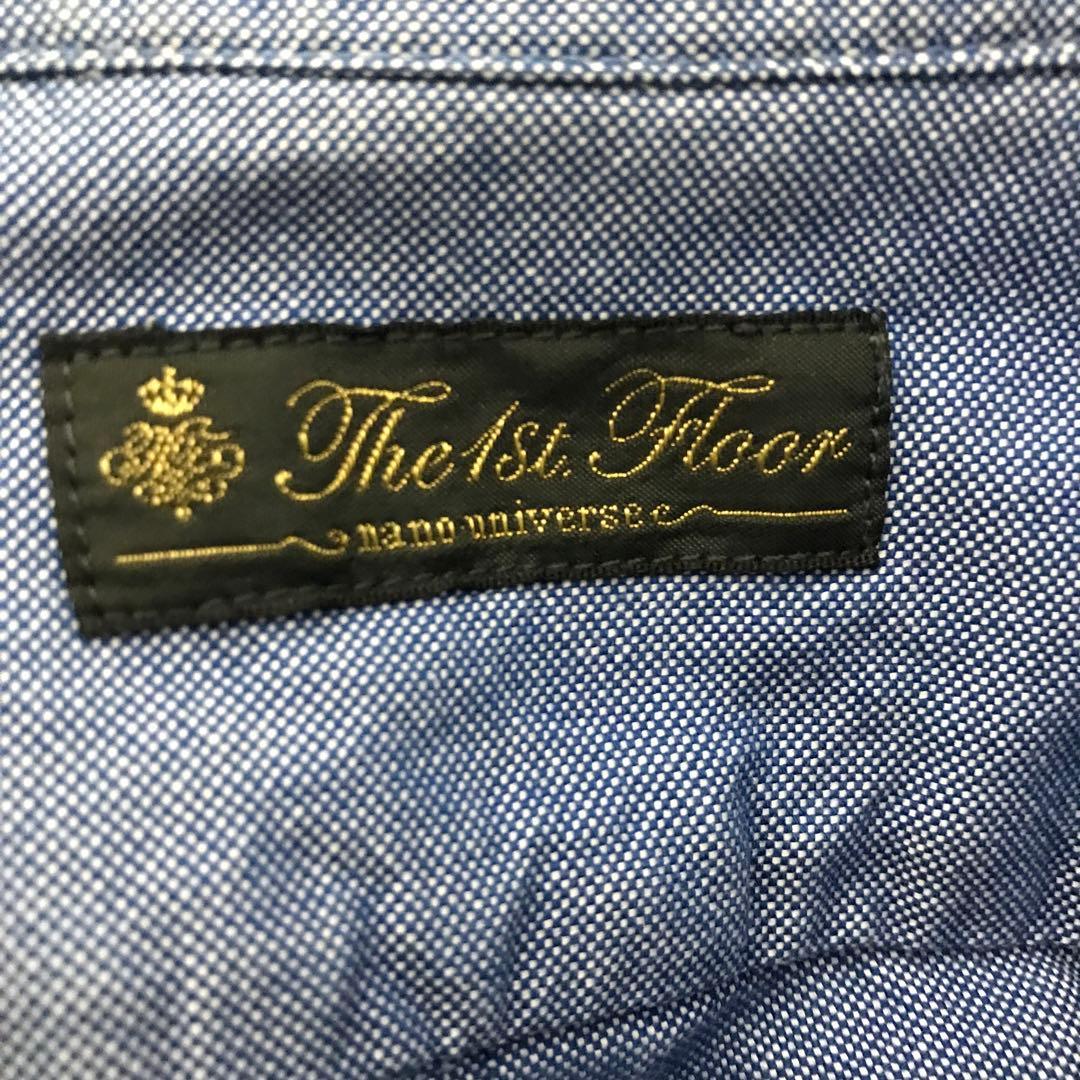 The 1st. Floor
nano universe